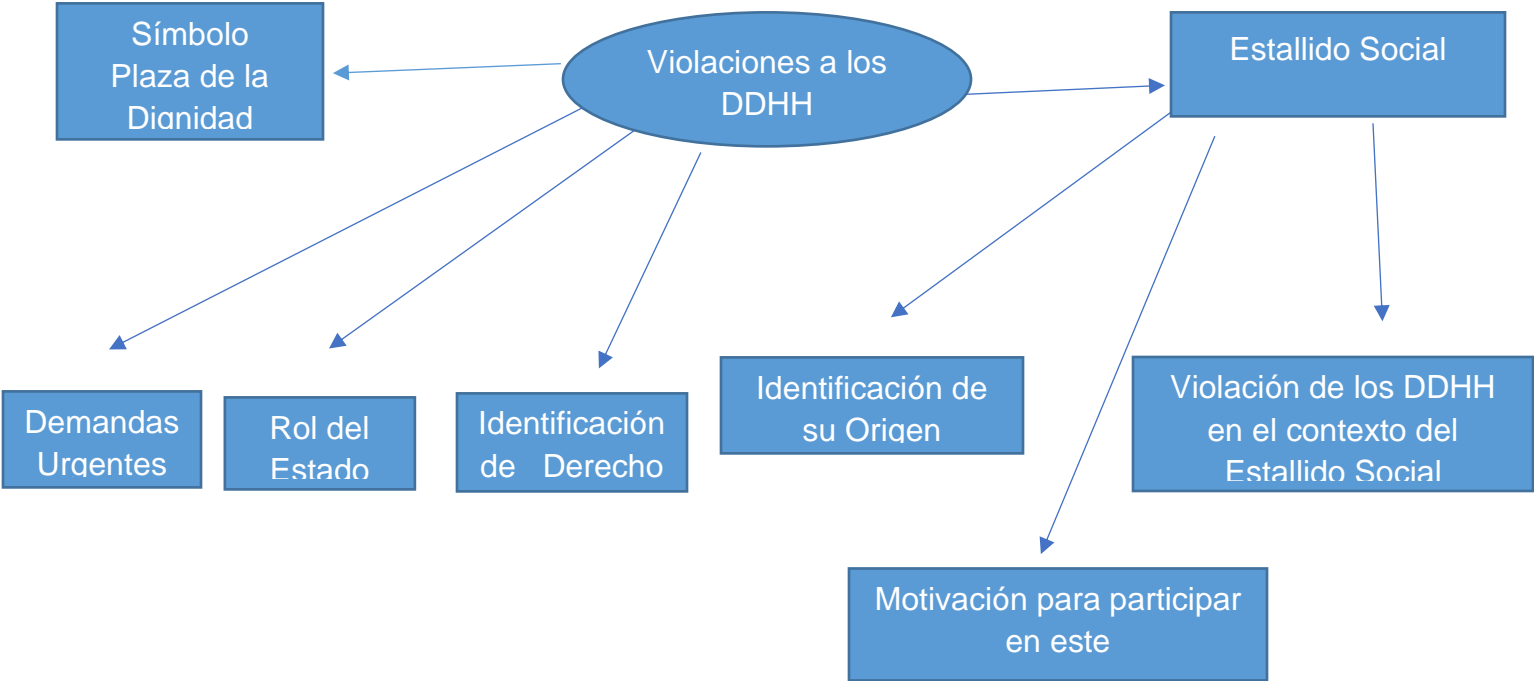 Símbolo
Plaza de la
Dignidad
Violaciones a los
DDHH
Estallido Social
Demandas
Urgentes
Rol del
Estado
Identificación
de Derecho
Identificación de
su Origen
Violación de los DDHH
en el contexto del
Estallido Social
Motivación para participar
en este